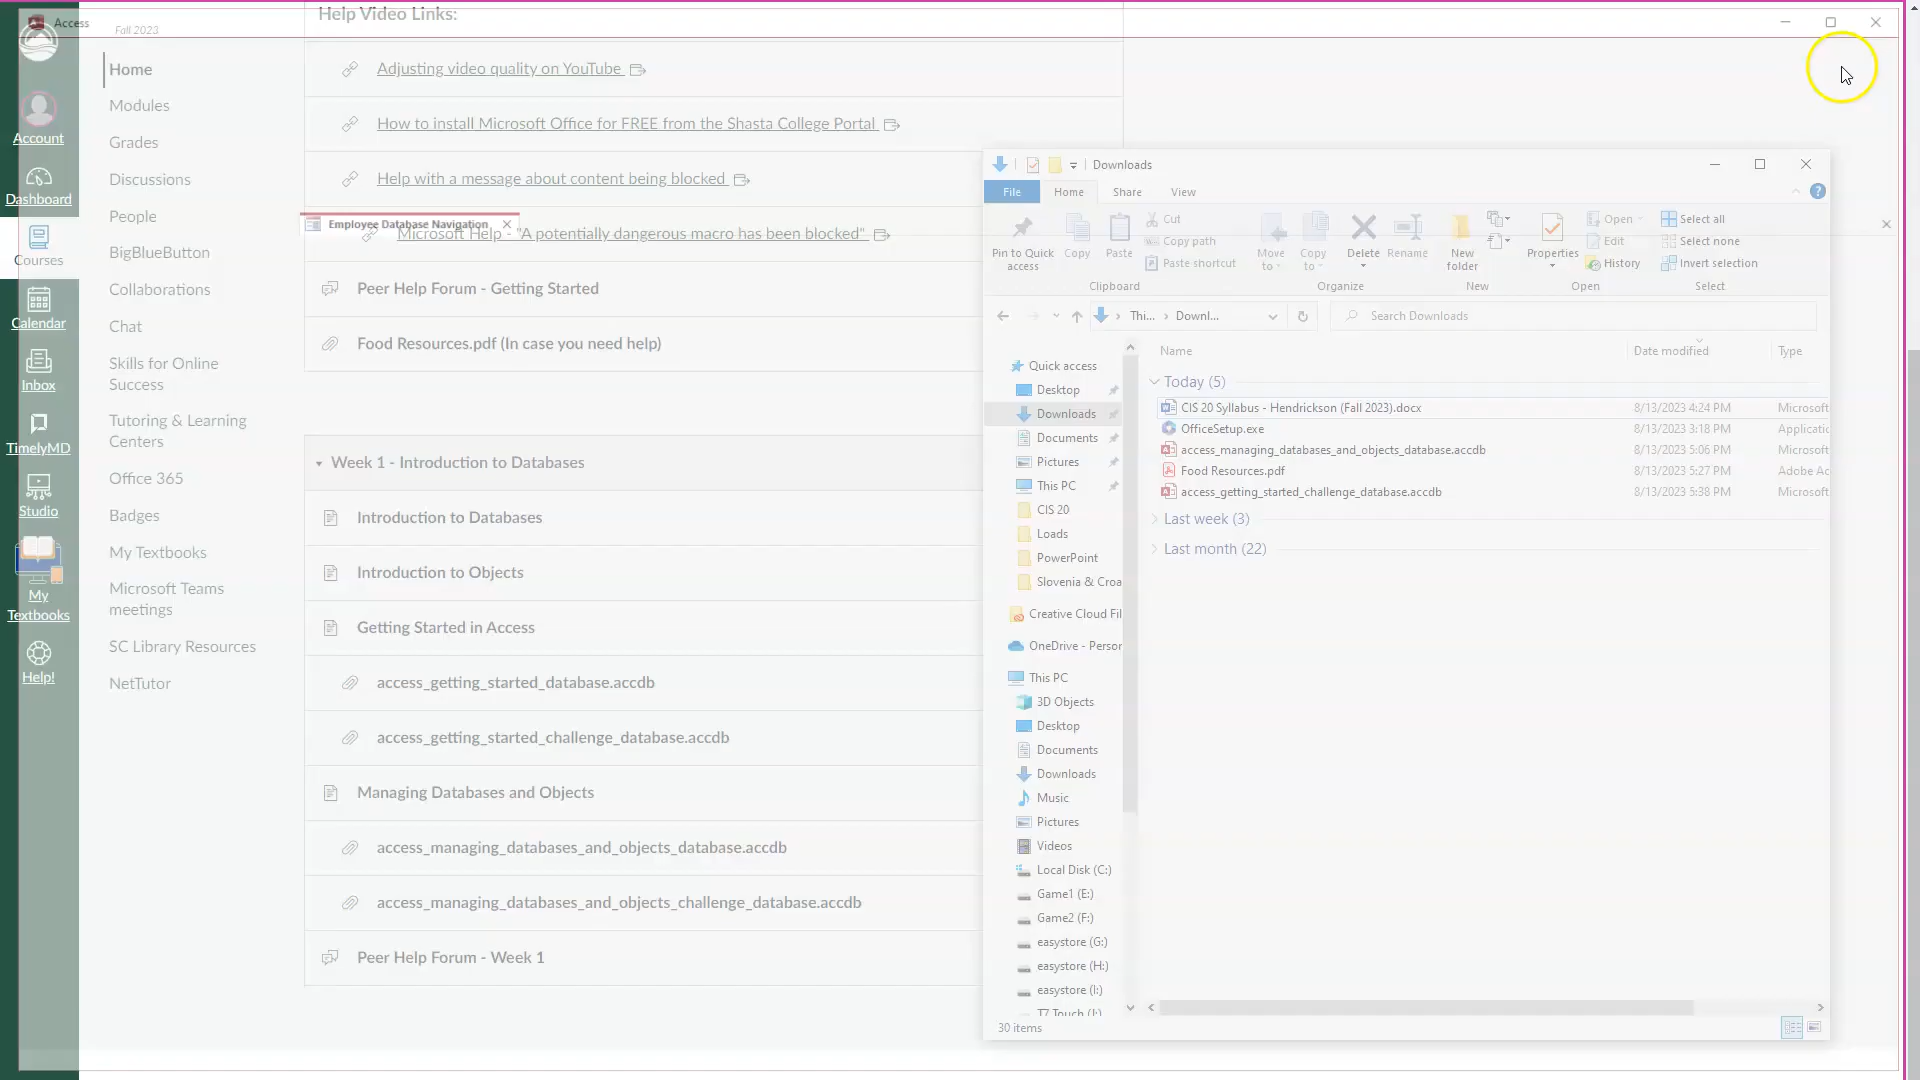 Access
Fall 2023
Account
Dashboard
Courses
Calendar
Inbox
TimelyMD
Studio
My
Textbooks
Help!
Home
Modules
Grades
Discussions
People
BigBlueButton
Collaborations
Chat
Skills for Online
Success
Tutoring & Learning
Centers
Office 365
Badges
My Textbooks
Microsoft Teams
meetings
SC Library Resources
NetTutor
Help Video Links:
Adjusting video quality on YouTube
How to install Microsoft Office for FREE from the Shasta College Portal
Help with a message about content being blocked
Employee Database Navigation
Microsoft Help - "A potentially dangerous macro has been blocked"
Peer Help Forum - Getting Started
Food Resources.pdf (In case you need help)
Week 1 - Introduction to Databases
Introduction to Databases
Introduction to Objects
Getting Started in Access
access_getting_started_database.accdb
access_getting_started_challenge_database.accdb
Managing Databases and Objects
access_managing_databases_and_objects_database.accdb
access_managing_databases_and_objects_challenge_database.accdb
Peer Help Forum - Week 1
Downloads
File Home Share View
Pin to Quick
access
Copy
Paste
Cut
Copy path
Paste shortcut
Clipboard
Move
to
Copy
to
Delete
Rename
Organize
New
folder
New
Properties
Open
Edit
History
Open
Select all
Select none
Invert selection
Select
Thi... Downl...
Search Downloads
Quick access
Desktop
Downloads
Documents
Pictures
This PC
CIS 20
Loads
PowerPoint
Slovenia & Croa
Creative Cloud Fil
OneDrive - Person
This PC
3D Objects
Desktop
Documents
Downloads
Music
Pictures
Videos
Local Disk (C:)
Game1 (E:)
Game2 (F:)
easystore (G:)
easystore (H:)
easystore (I:)
T7 Touch (J:)
Name Date modified Type
Today (5)
CIS 20 Syllabus - Hendrickson (Fall 2023).docx 8/13/2023 4:24 PM Microsoft
OfficeSetup.exe 8/13/2023 3:18 PM Applicatio
access_managing_databases_and_objects_database.accdb 8/13/2023 5:06 PM Microsoft
Food Resources.pdf 8/13/2023 5:27 PM Adobe Ac
access_getting_started_challenge_database.accdb 8/13/2023 5:38 PM Microsoft
Last week (3)
Last month (22)
30 items